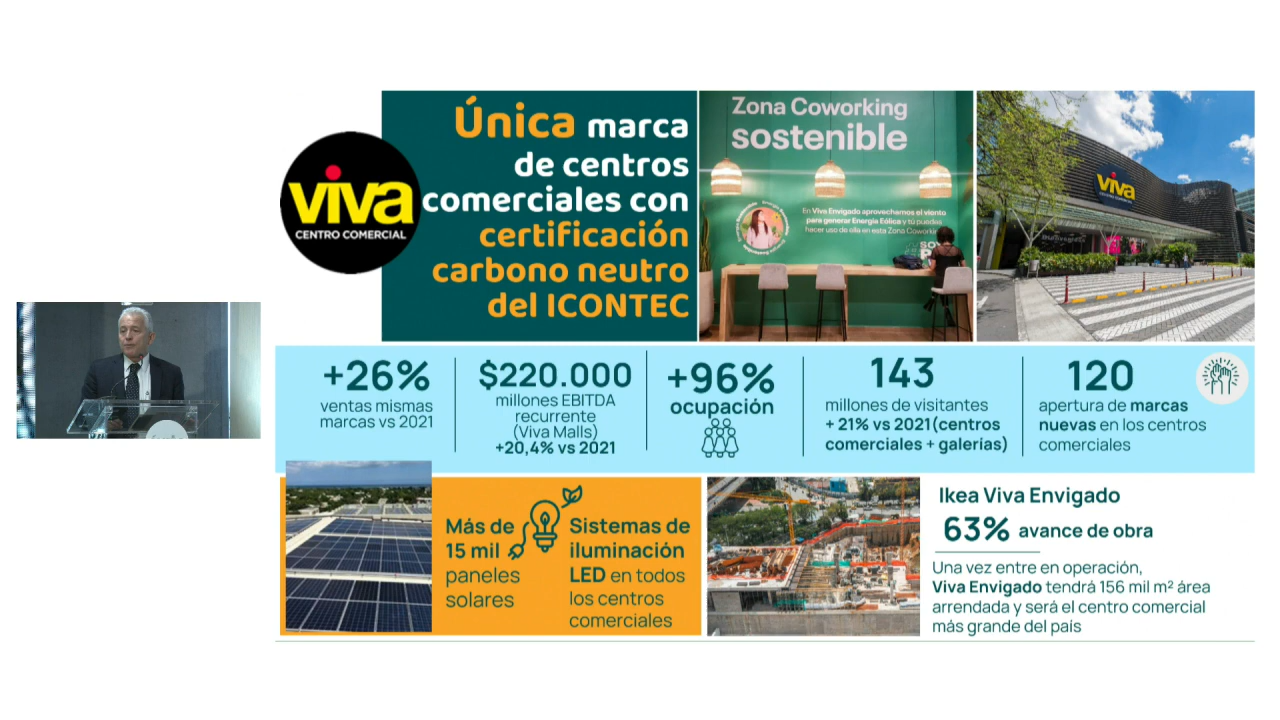 Única marca
de centros
comerciales con
certificación
carbono neutro
del ICONTEC
viva
CENTRO COMERCIAL
Zona Coworking
sostenible
En Viva Envigado aprovechamos el viento
para generar Energía Eólica y tú puedes
hacer uso de ella en esta Zona Coworking
viva
+26%
ventas mismas
marcas vs 2021
$220.000
millones EBITDA
recurrente
(Viva Malls)
+20,4% vs 2021
+96%
ocupación
143
millones de visitantes
+ 21% vs 2021(centros
comerciales + galerías)
120
apertura de marcas
nuevas en los centros
comerciales
Más de
15 mil
paneles
solares
Sistemas de
iluminación
LED en todos
los centros
comerciales
Ikea Viva Envigado
63% avance de obra
Una vez entre en operación,
Viva Envigado tendrá 156 mil m² área
arrendada y será el centro comercial
más grande del país